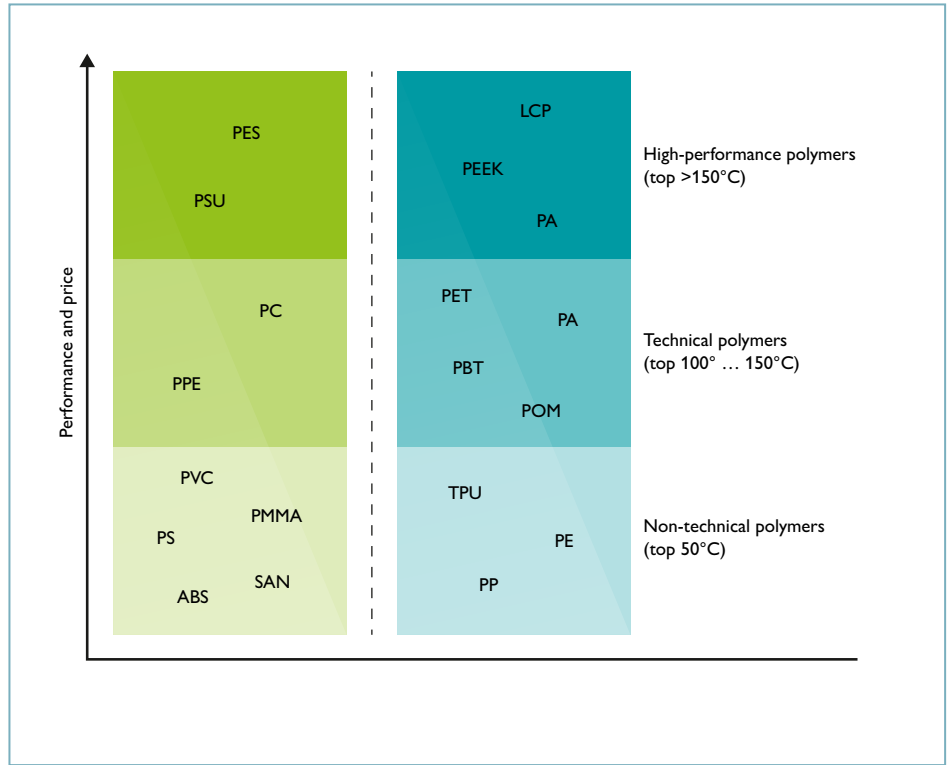 Performance and price
PES
PSU
PC
PPE
PVC
PMMA
PS
SAN
ABS
LCP
PEEK
PA
PET
PA
PBT
POM
TPU
PE
PP
High-performance polymers
(top >150°C)
Technical polymers
(top 100° … 150°C)
Non-technical polymers
(top 50°C)